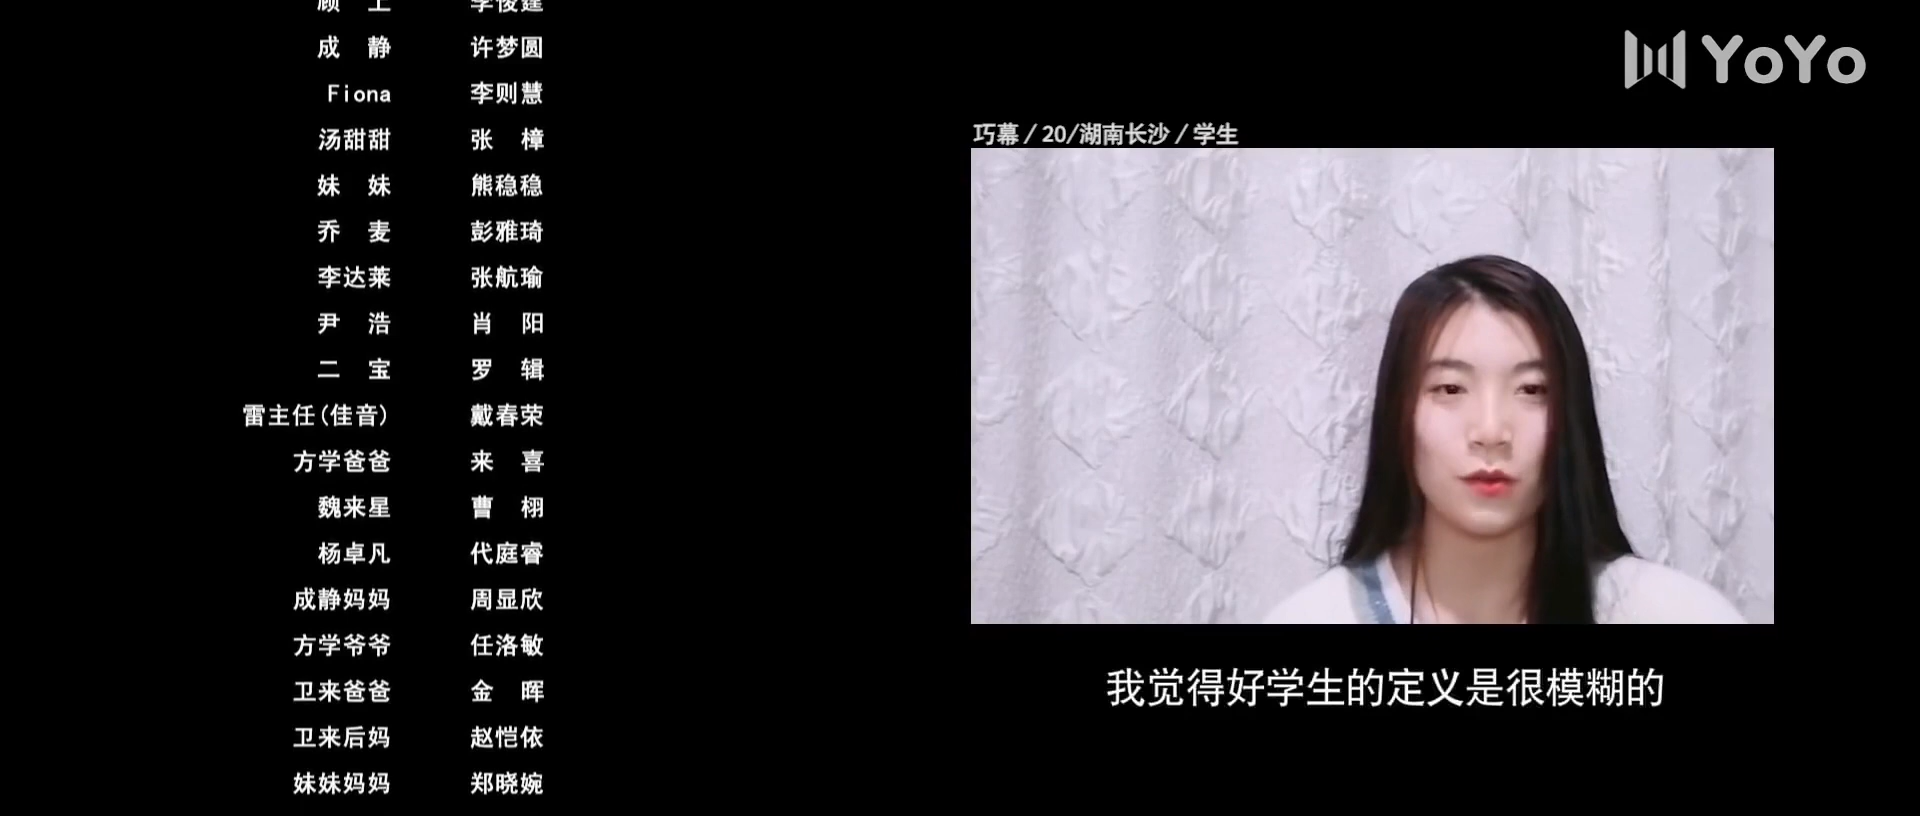 成 静 许梦圆
Fiona 李则慧
汤甜甜 张 樟
妹 妹 熊稳稳
乔 麦 彭雅琦
李达莱 张航瑜
尹 浩 肖 阳
二 宝 罗 辑
雷主任(佳音) 戴春荣
方学爸爸 来 喜
魏来星 曹 栩
杨卓凡 代庭睿
成静妈妈 周显欣
方学爷爷 任洛敏
卫来爸爸 金 晖
卫来后妈 赵恺依
妹妹妈妈 郑晓婉
YoYo
巧幕/20/湖南长沙/学生
我觉得好学生的定义是很模糊的